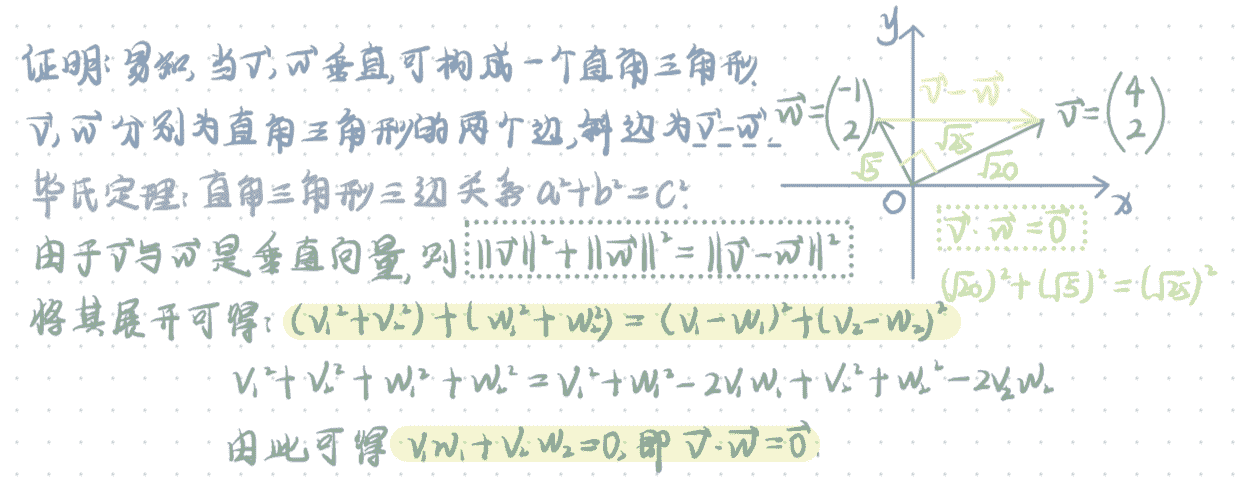 证明：易知，当v⃗，w⃗垂直，可构成一个直角三角形.
v⃗，w⃗分别为直角三角形的两个边，斜边为v⃗-w⃗.
毕氏定理：直角三角形三边关系 a²+b²=c².
由于v⃗与w⃗是垂直向量，则 ||v⃗||²+||w⃗||²=||v⃗-w⃗||²
将其展开可得：(v₁²+v₂²)+(w₁²+w₂²)=(v₁-w₁)²+(v₂-w₂)²
v₁²+v₂²+w₁²+w₂²=v₁²+w₁²-2v₁w₁+v₂²+w₂²-2v₂w₂
由此可得 v₁w₁+v₂w₂=0，即 v⃗·w⃗=0⃗.
y
v⃗-w⃗
w⃗=(-1 2)
v⃗=(4 2)
√25
√5
√20
O
x
v⃗·w⃗=0⃗
(√20)²+(√5)²=(√25)²